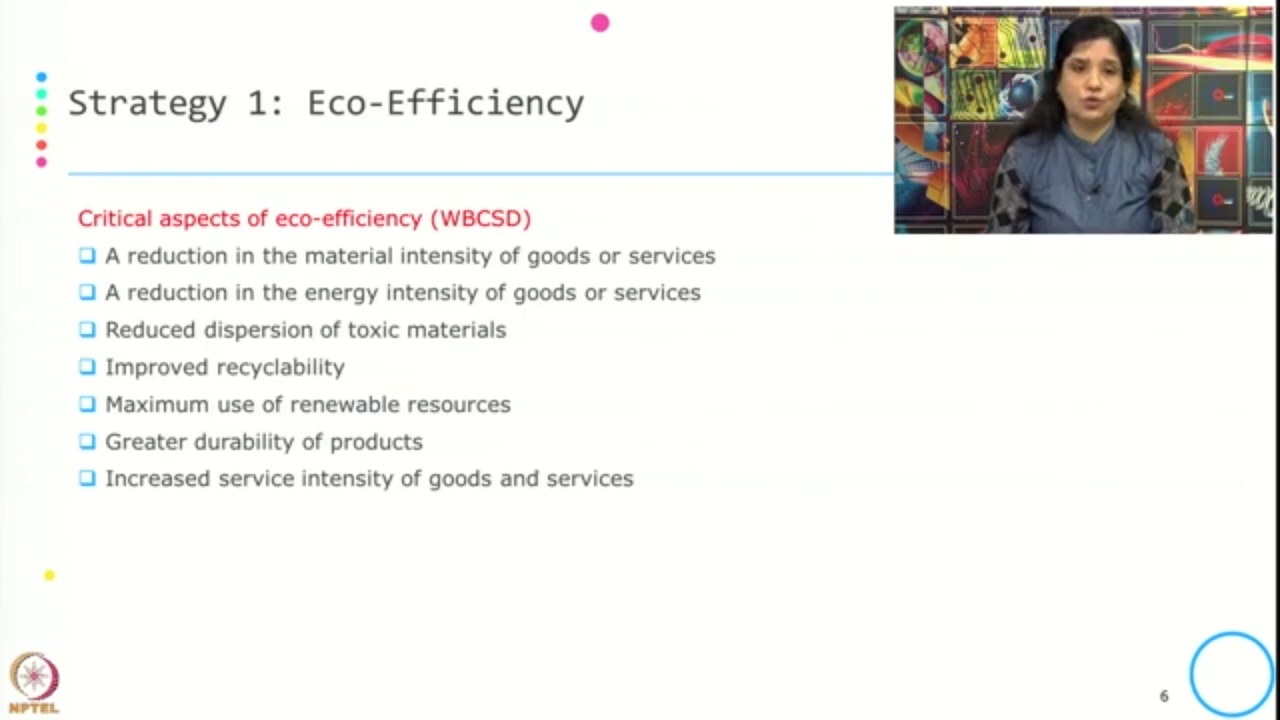 Strategy 1: Eco-Efficiency
Critical aspects of eco-efficiency (WBCSD)
A reduction in the material intensity of goods or services
A reduction in the energy intensity of goods or services
Reduced dispersion of toxic materials
Improved recyclability
Maximum use of renewable resources
Greater durability of products
Increased service intensity of goods and services
NPTEL
6